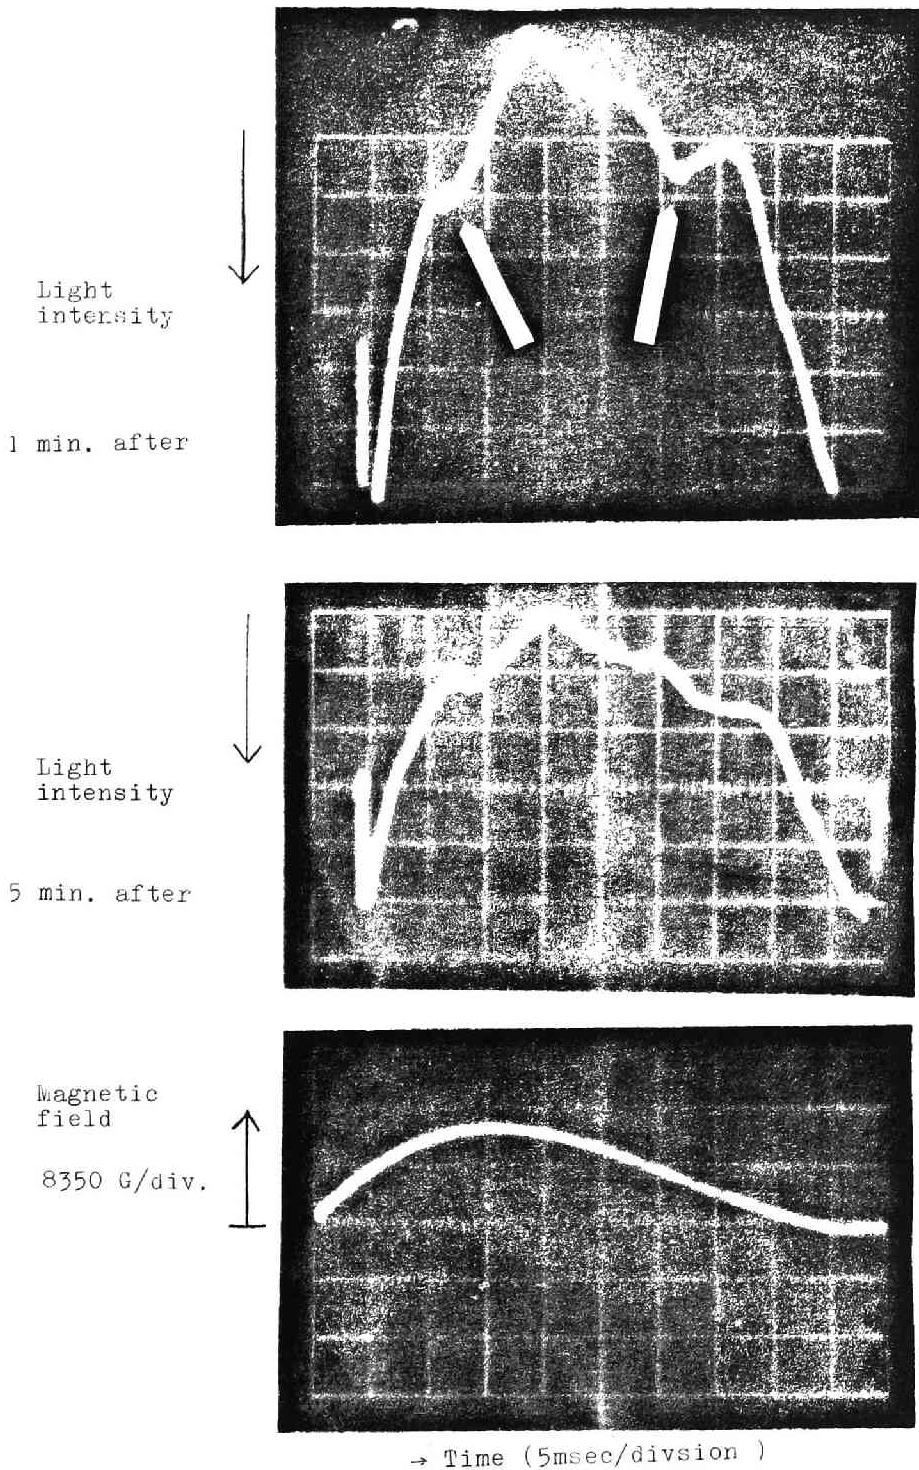 Light
intensity
1 min. after
Light
intensity
5 min. after
Magnetic
field
8350 G/div.
→ Time (5msec/divsion )